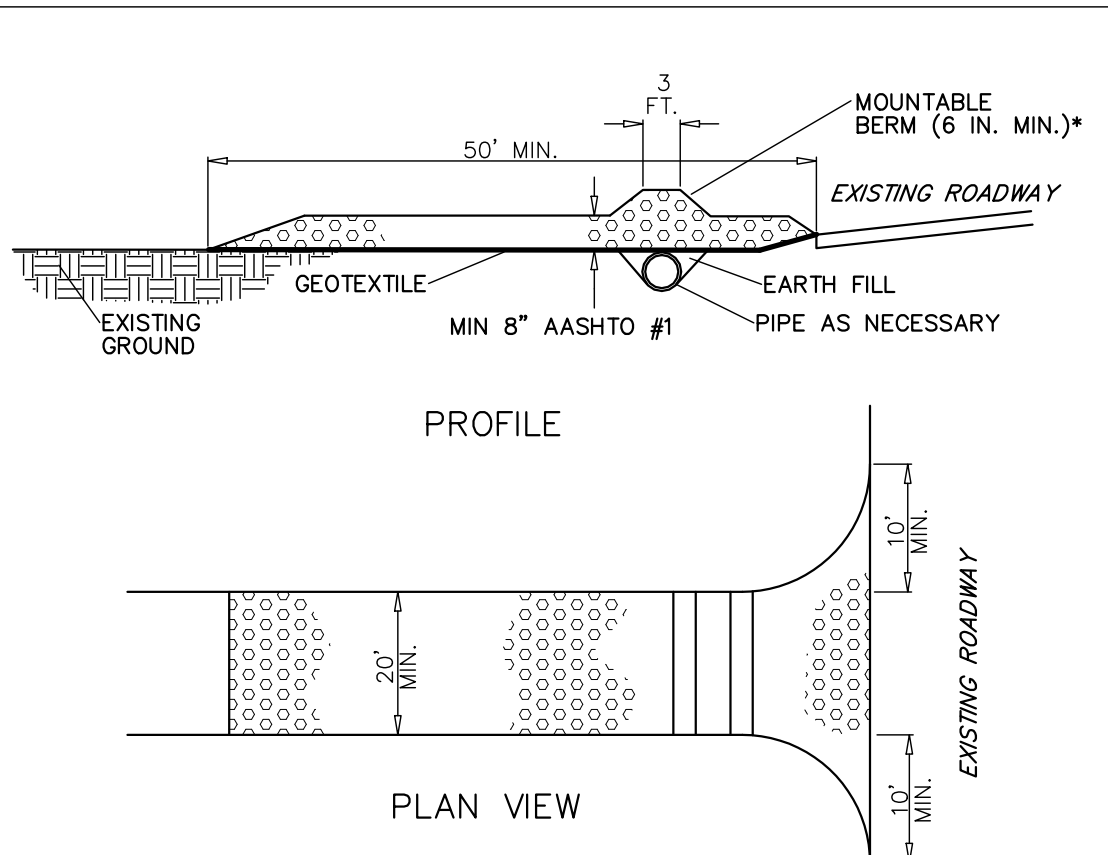 3
FT.
MOUNTABLE
BERM (6 IN. MIN.)*
50' MIN.
EXISTING ROADWAY
GEOTEXTILE
EARTH FILL
EXISTING
GROUND
MIN 8" AASHTO #1
PIPE AS NECESSARY
PROFILE
10'
MIN.
20'
MIN.
EXISTING ROADWAY
PLAN VIEW
10'
MIN.